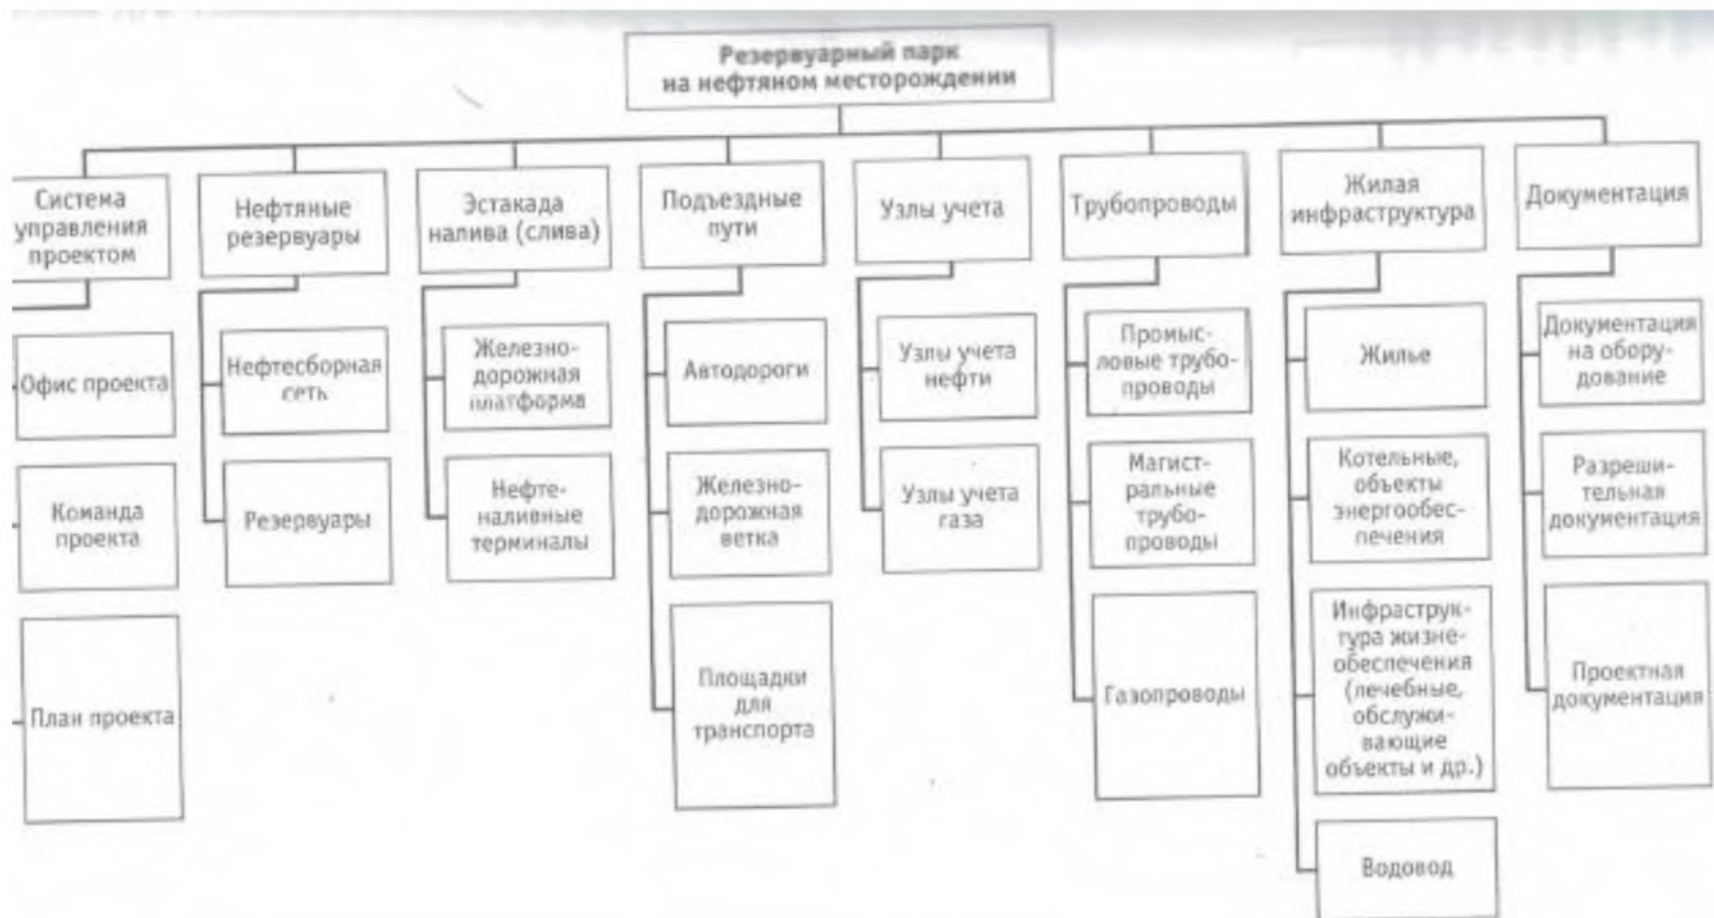 Резервуарный парк
на нефтяном месторождении
Система
управления
проектом
Офис проекта
Команда
проекта
План проекта
Нефтяные
резервуары
Нефтесборная
сеть
Резервуары
Эстакада
налива (слива)
Железно-
дорожная
платформа
Нефте-
наливные
терминалы
Подъездные
пути
Автодороги
Железно-
дорожная
ветка
Площадки
для
транспорта
Узлы учета
Узлы учета
нефти
Узлы учета
газа
Трубопроводы
Промыс-
ловые трубо-
проводы
Магист-
ральные
трубо-
проводы
Газопроводы
Жилая
инфраструктура
Жилье
Котельные,
объекты
энергообес-
печения
Инфраструк-
тура жизне-
обеспечения
(лечебные,
обслужи-
вающие
объекты и др.)
Водовод
Документация
Документация
на обору-
дование
Разреши-
тельная
документация
Проектная
документация